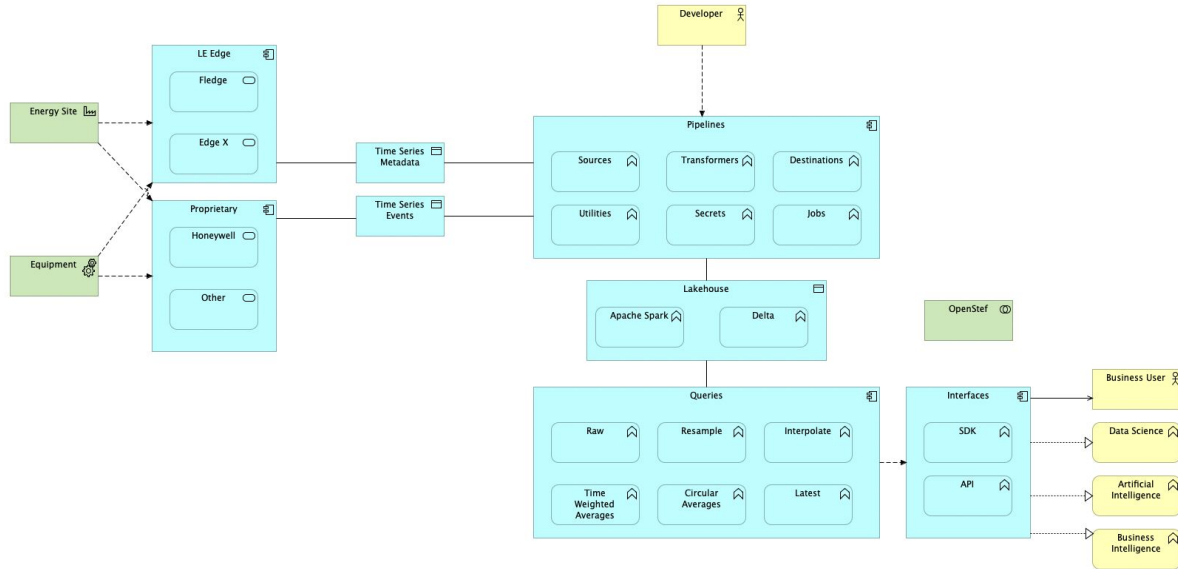 Developer
LE Edge
Fledge
Energy Site
Edge X
Pipelines
Time Series
Metadata
Sources
Transformers
Destinations
Time Series
Events
Proprietary
Utilities
Secrets
Jobs
Honeywell
Equipment
Other
Lakehouse
Apache Spark
Delta
OpenStef
Business User
Queries
Interfaces
Raw
Resample
Interpolate
SDK
Data Science
Time
Weighted
Averages
Circular
Averages
Latest
API
Artificial
Intelligence
Business
Intelligence